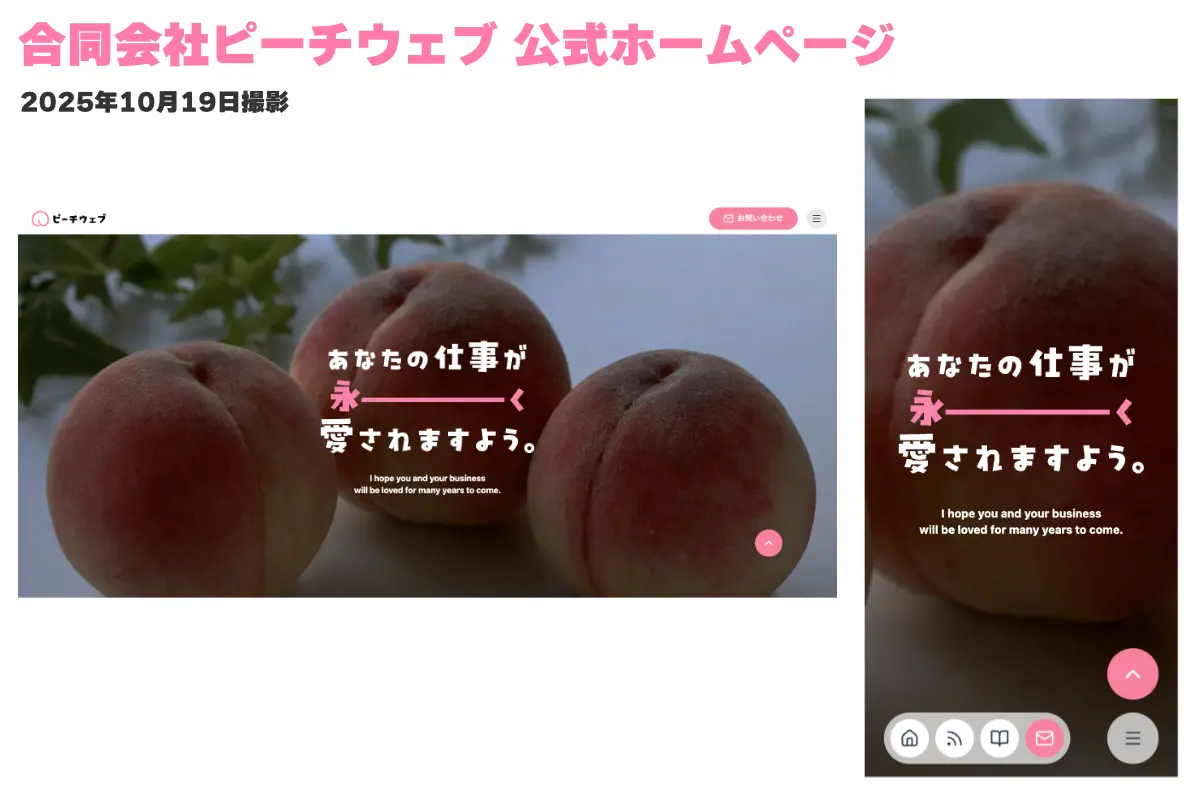 合同会社ピーチウェブ 公式ホームページ
2025年10月19日撮影
ピーチウェブ
お問い合わせ
あなたの仕事が
永――く
愛されますよう。
I hope you and your business
will be loved for many years to come.
あなたの仕事が
永――く
愛されますよう。
I hope you and your business
will be loved for many years to come.